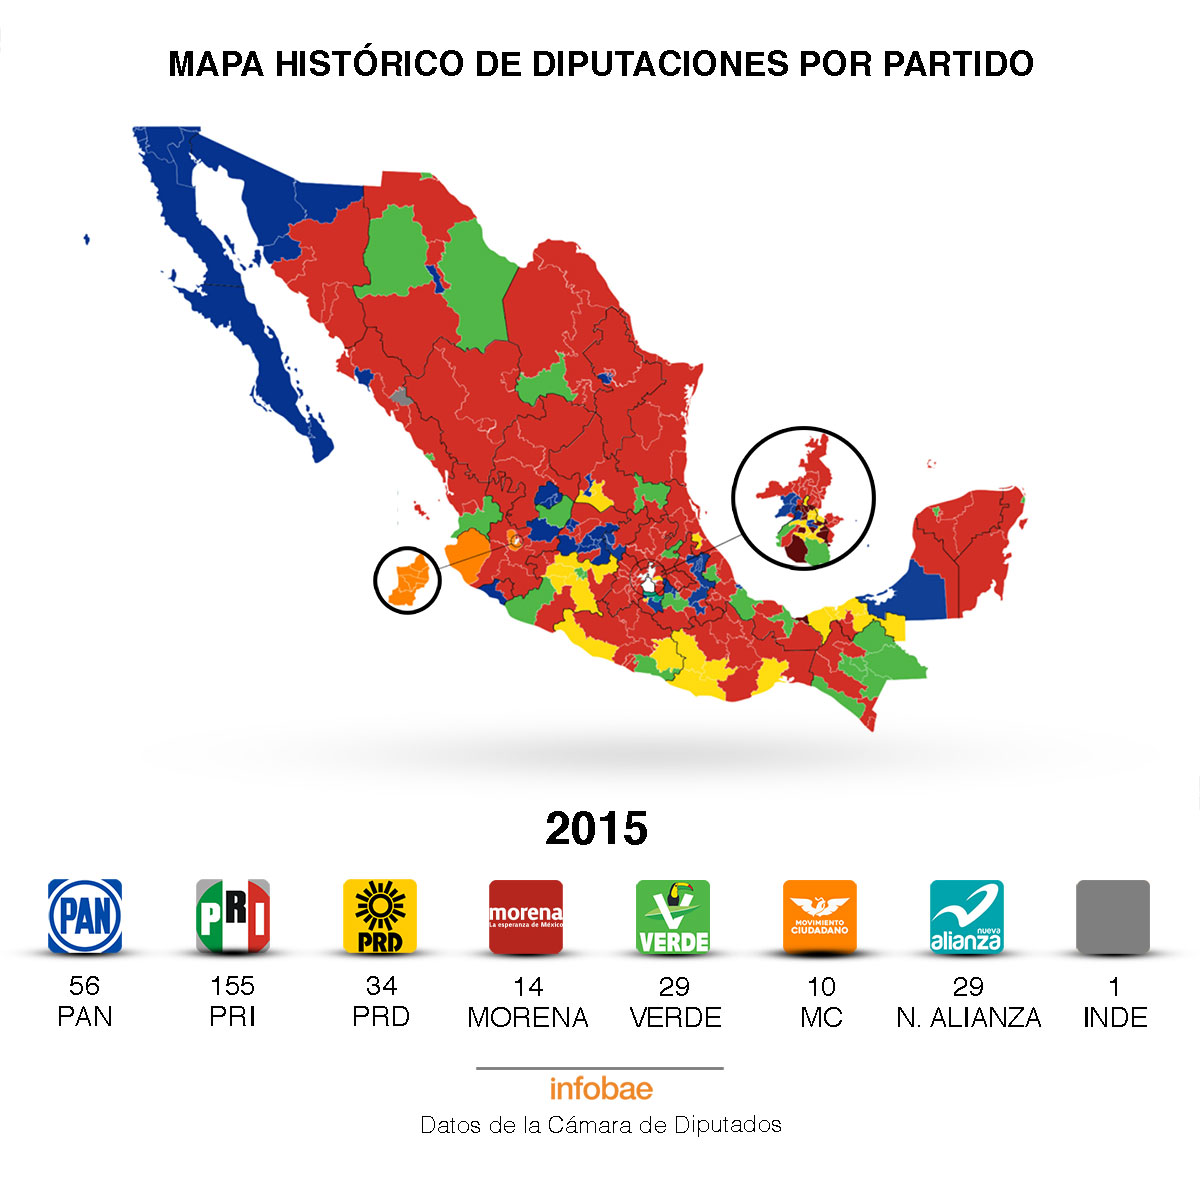 MAPA HISTÓRICO DE DIPUTACIONES POR PARTIDO
2015
PAN
PRI
PRD
morena
La esperanza de México
VERDE
MOVIMIENTO
CIUDADANO
nueva
alianza
56
PAN
155
PRI
34
PRD
14
MORENA
29
VERDE
10
MC
29
N. ALIANZA
1
INDE
infobae
Datos de la Cámara de Diputados